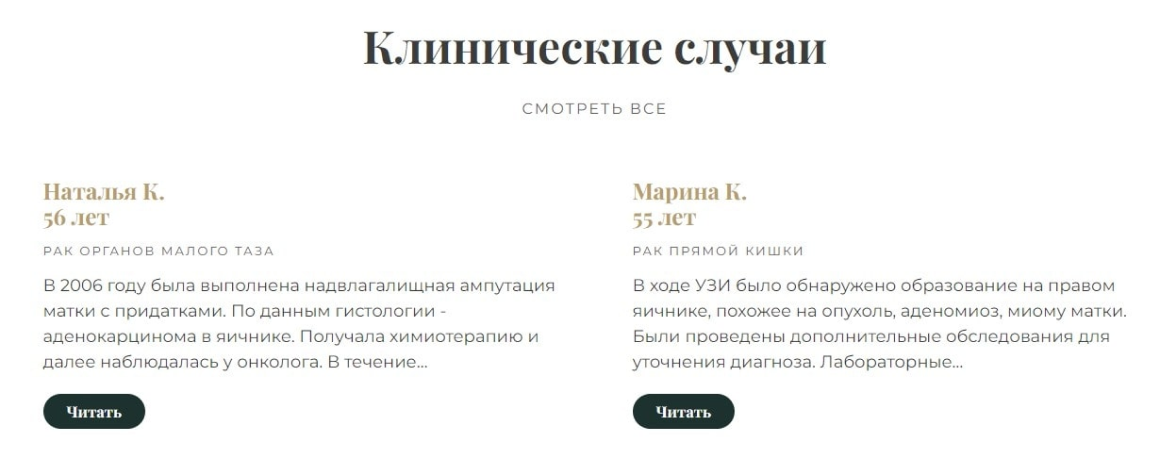 Клинические случаи
СМОТРЕТЬ ВСЕ
Наталья К.
56 лет
РАК ОРГАНОВ МАЛОГО ТАЗА
В 2006 году была выполнена надвлагалищная ампутация
матки с придатками. По данным гистологии -
аденокарцинома в яичнике. Получала химиотерапию и
далее наблюдалась у онколога. В течение...
Читать
Марина К.
55 лет
РАК ПРЯМОЙ КИШКИ
В ходе УЗИ было обнаружено образование на правом
яичнике, похожее на опухоль, аденомиоз, миому матки.
Были проведены дополнительные обследования для
уточнения диагноза. Лабораторные...
Читать